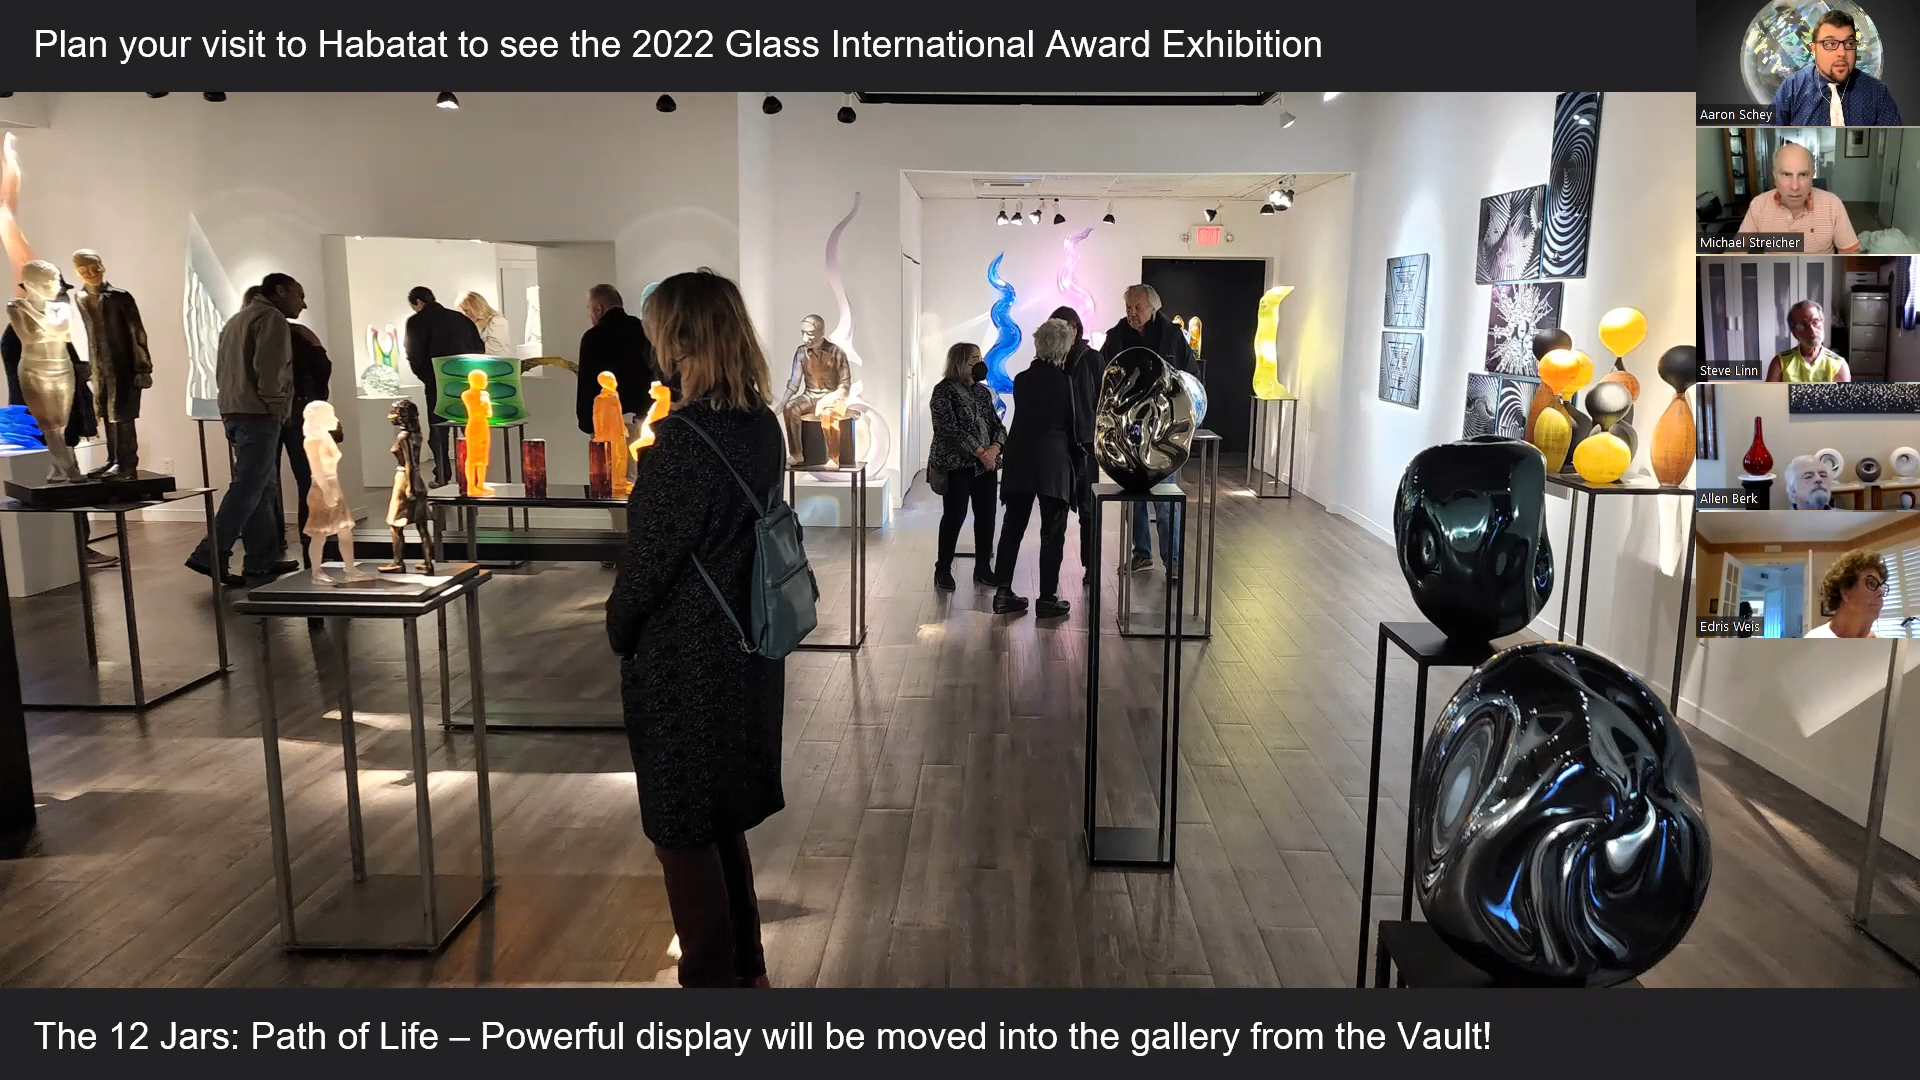 Plan your visit to Habatat to see the 2022 Glass International Award Exhibition
Aaron Schey
Michael Streicher
Steve Linn
Allen Berk
Edris Weis
The 12 Jars: Path of Life – Powerful display will be moved into the gallery from the Vault!